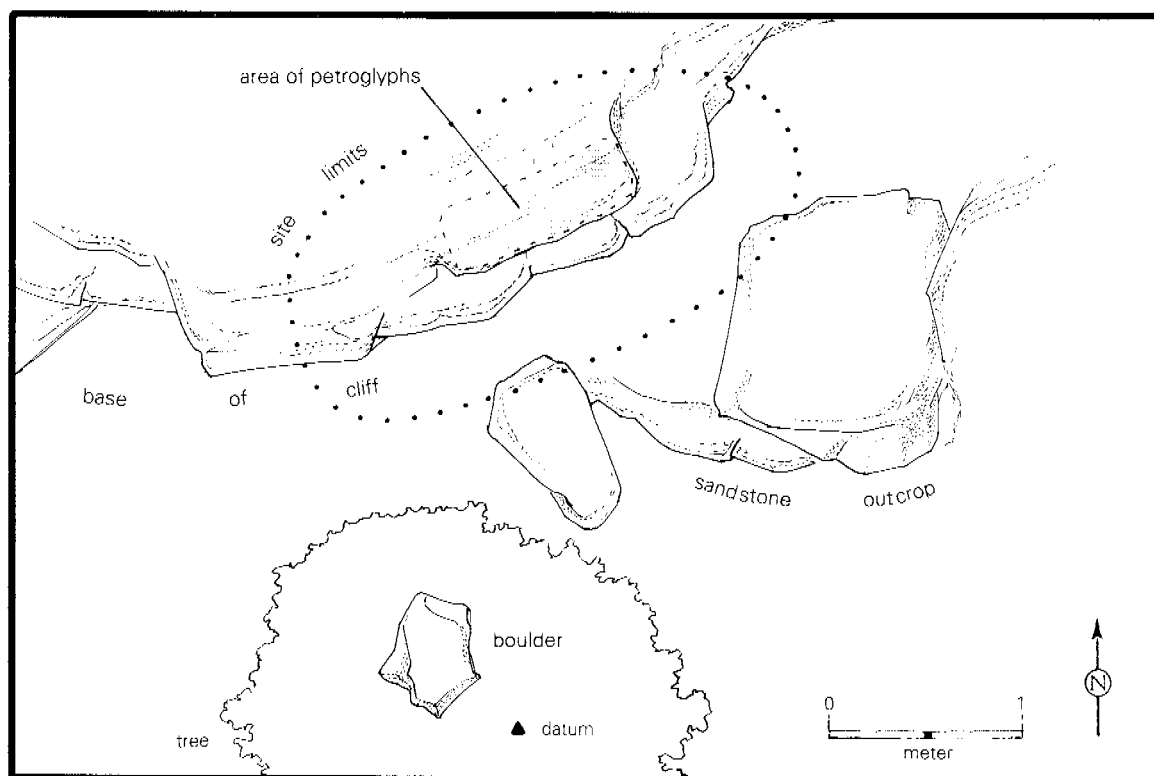 area of petroglyphs
site limits
base of cliff
sandstone outcrop
boulder
tree
datum
0 1
meter
N